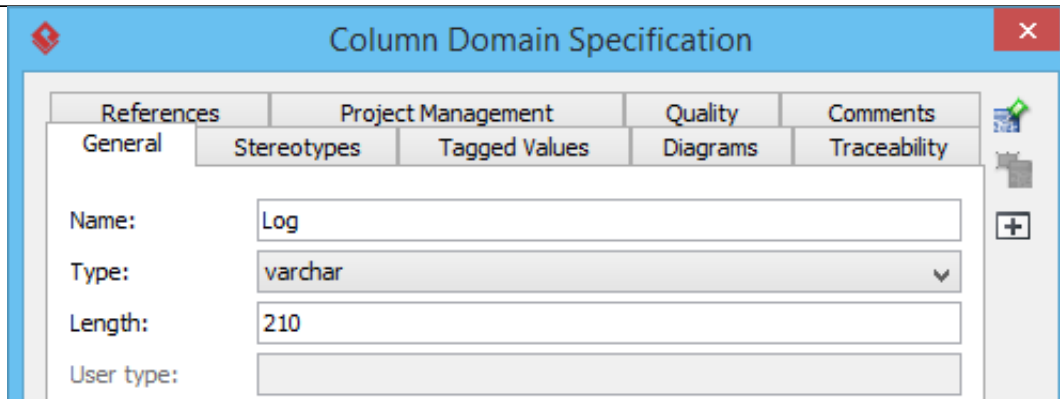 Column Domain Specification
References Project Management Quality Comments
General Stereotypes Tagged Values Diagrams Traceability
Name: Log
Type: varchar
Length: 210
User type: